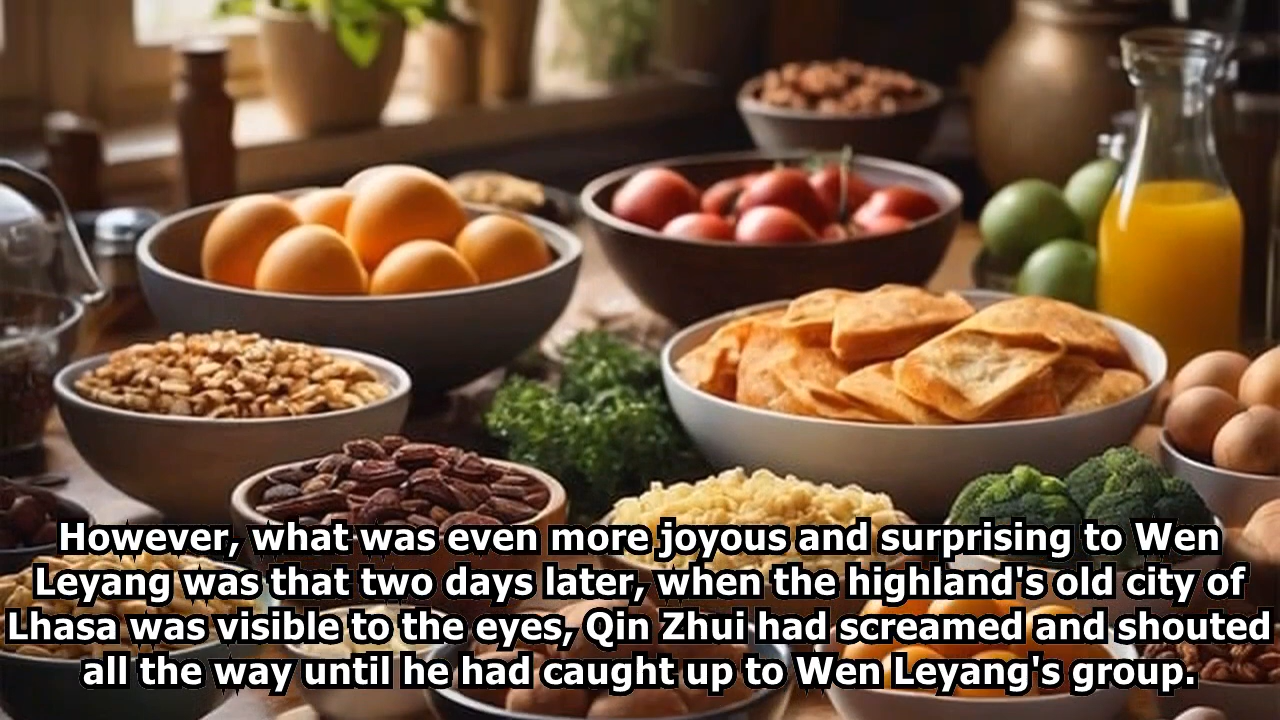 However, what was even more joyous and surprising to Wen
Leyang was that two days later, when the highland's old city of
Lhasa was visible to the eyes, Qin Zhui had screamed and shouted
all the way until he had caught up to Wen Leyang's group.